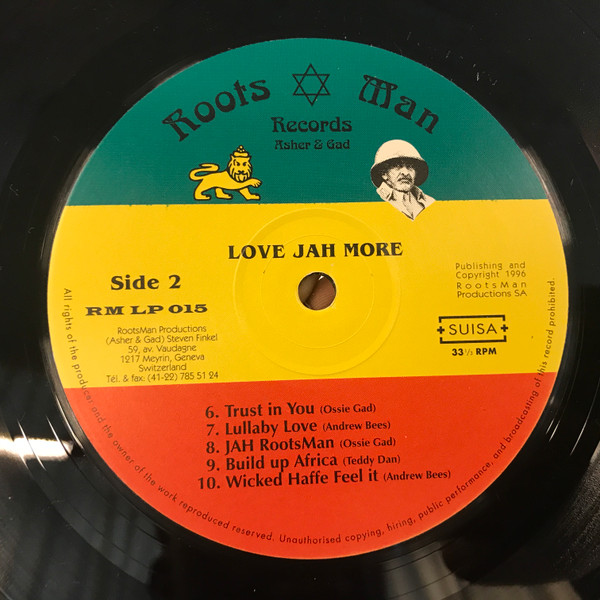 Roots Man
Records
Asher & Gad
LOVE JAH MORE
Side 2
RM LP 015
RootsMan Productions
(Asher & Gad) Steven Finkel
59, av. Vaudagne
1217 Meyrin, Geneva
Switzerland
Tél. & fax: (41-22) 785 51 24
Publishing and
Copyright 1996
RootsMan
Productions SA
SUISA
33 1/3 RPM
6. Trust in You (Ossie Gad)
7. Lullaby Love (Andrew Bees)
8. JAH RootsMan (Ossie Gad)
9. Build up Africa (Teddy Dan)
10. Wicked Haffe Feel it (Andrew Bees)
All rights of the producer and the owner of the work reproduced reserved. Unauthorised copying, hiring, public performance, and broadcasting of this record prohibited.